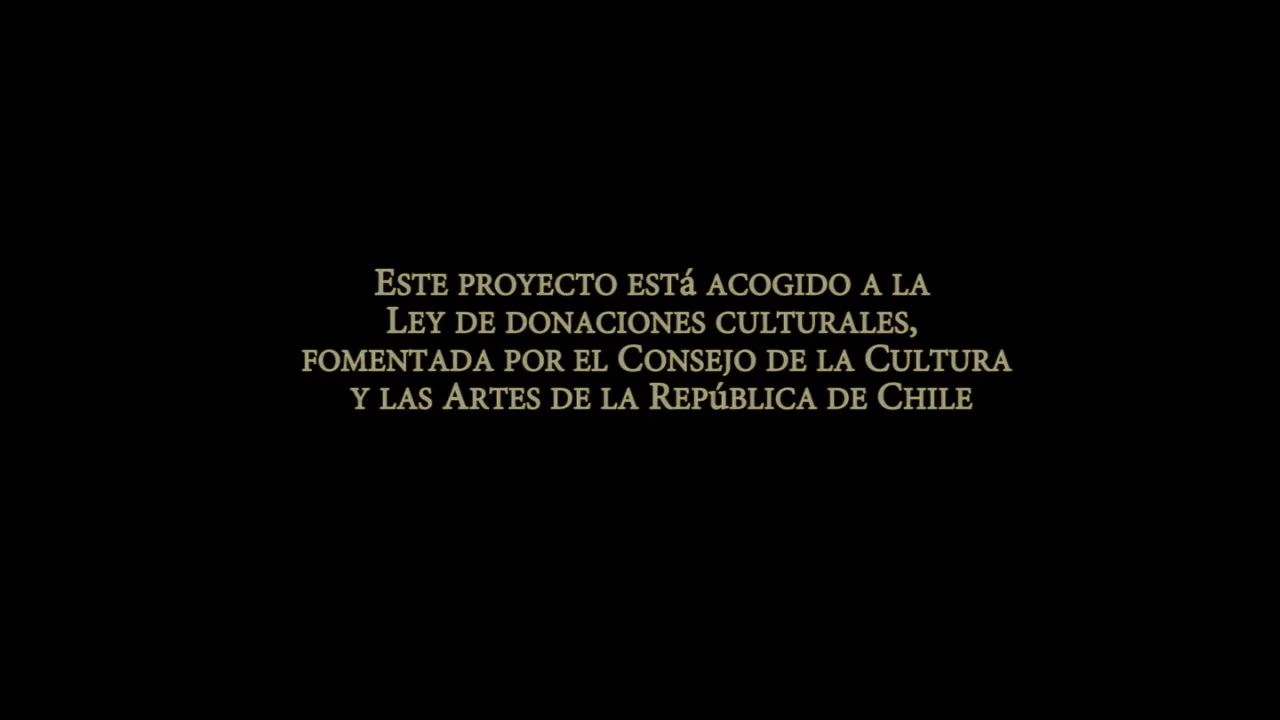 Este proyecto está acogido a la
Ley de donaciones culturales,
fomentada por el Consejo de la Cultura
y las Artes de la República de Chile